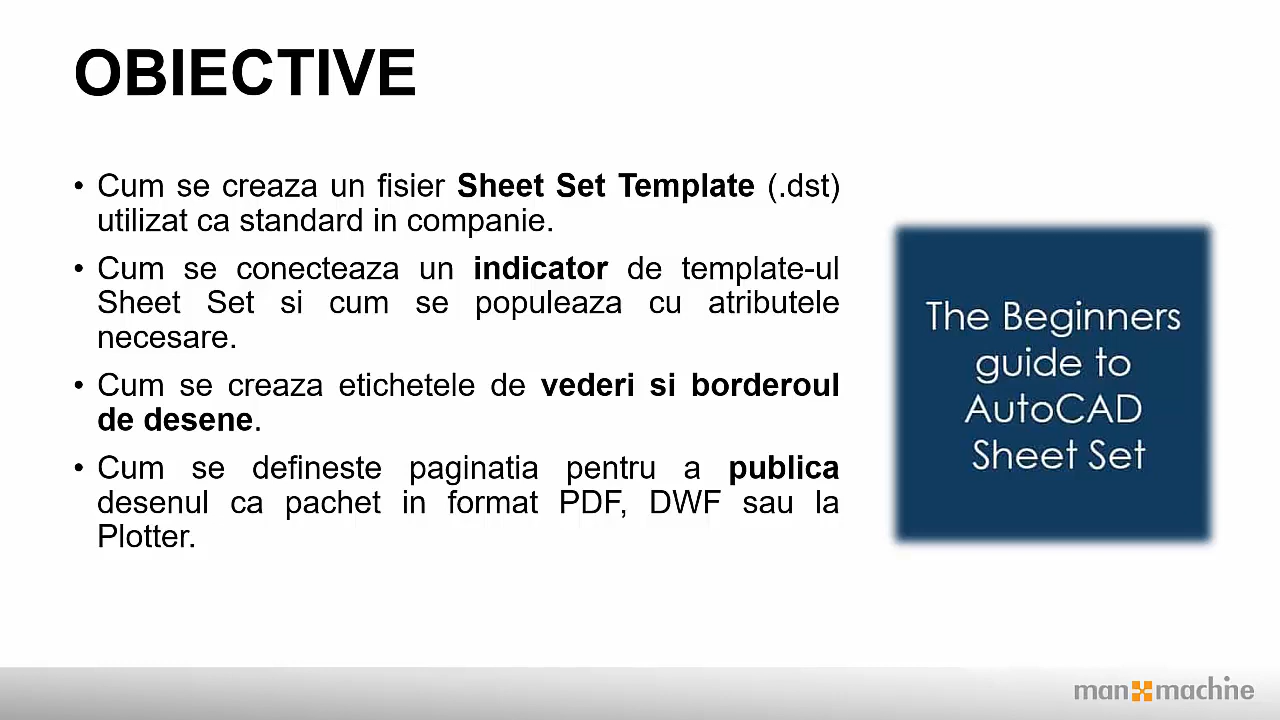 OBIECTIVE
• Cum se creaza un fisier Sheet Set Template (.dst)
utilizat ca standard in companie.
• Cum se conecteaza un indicator de template-ul
Sheet Set si cum se populeaza cu atributele
necesare.
• Cum se creaza etichetele de vederi si borderoul
de desene.
• Cum se defineste paginatia pentru a publica
desenul ca pachet in format PDF, DWF sau la
Plotter.
The Beginners
guide to
AutoCAD
Sheet Set
man machine